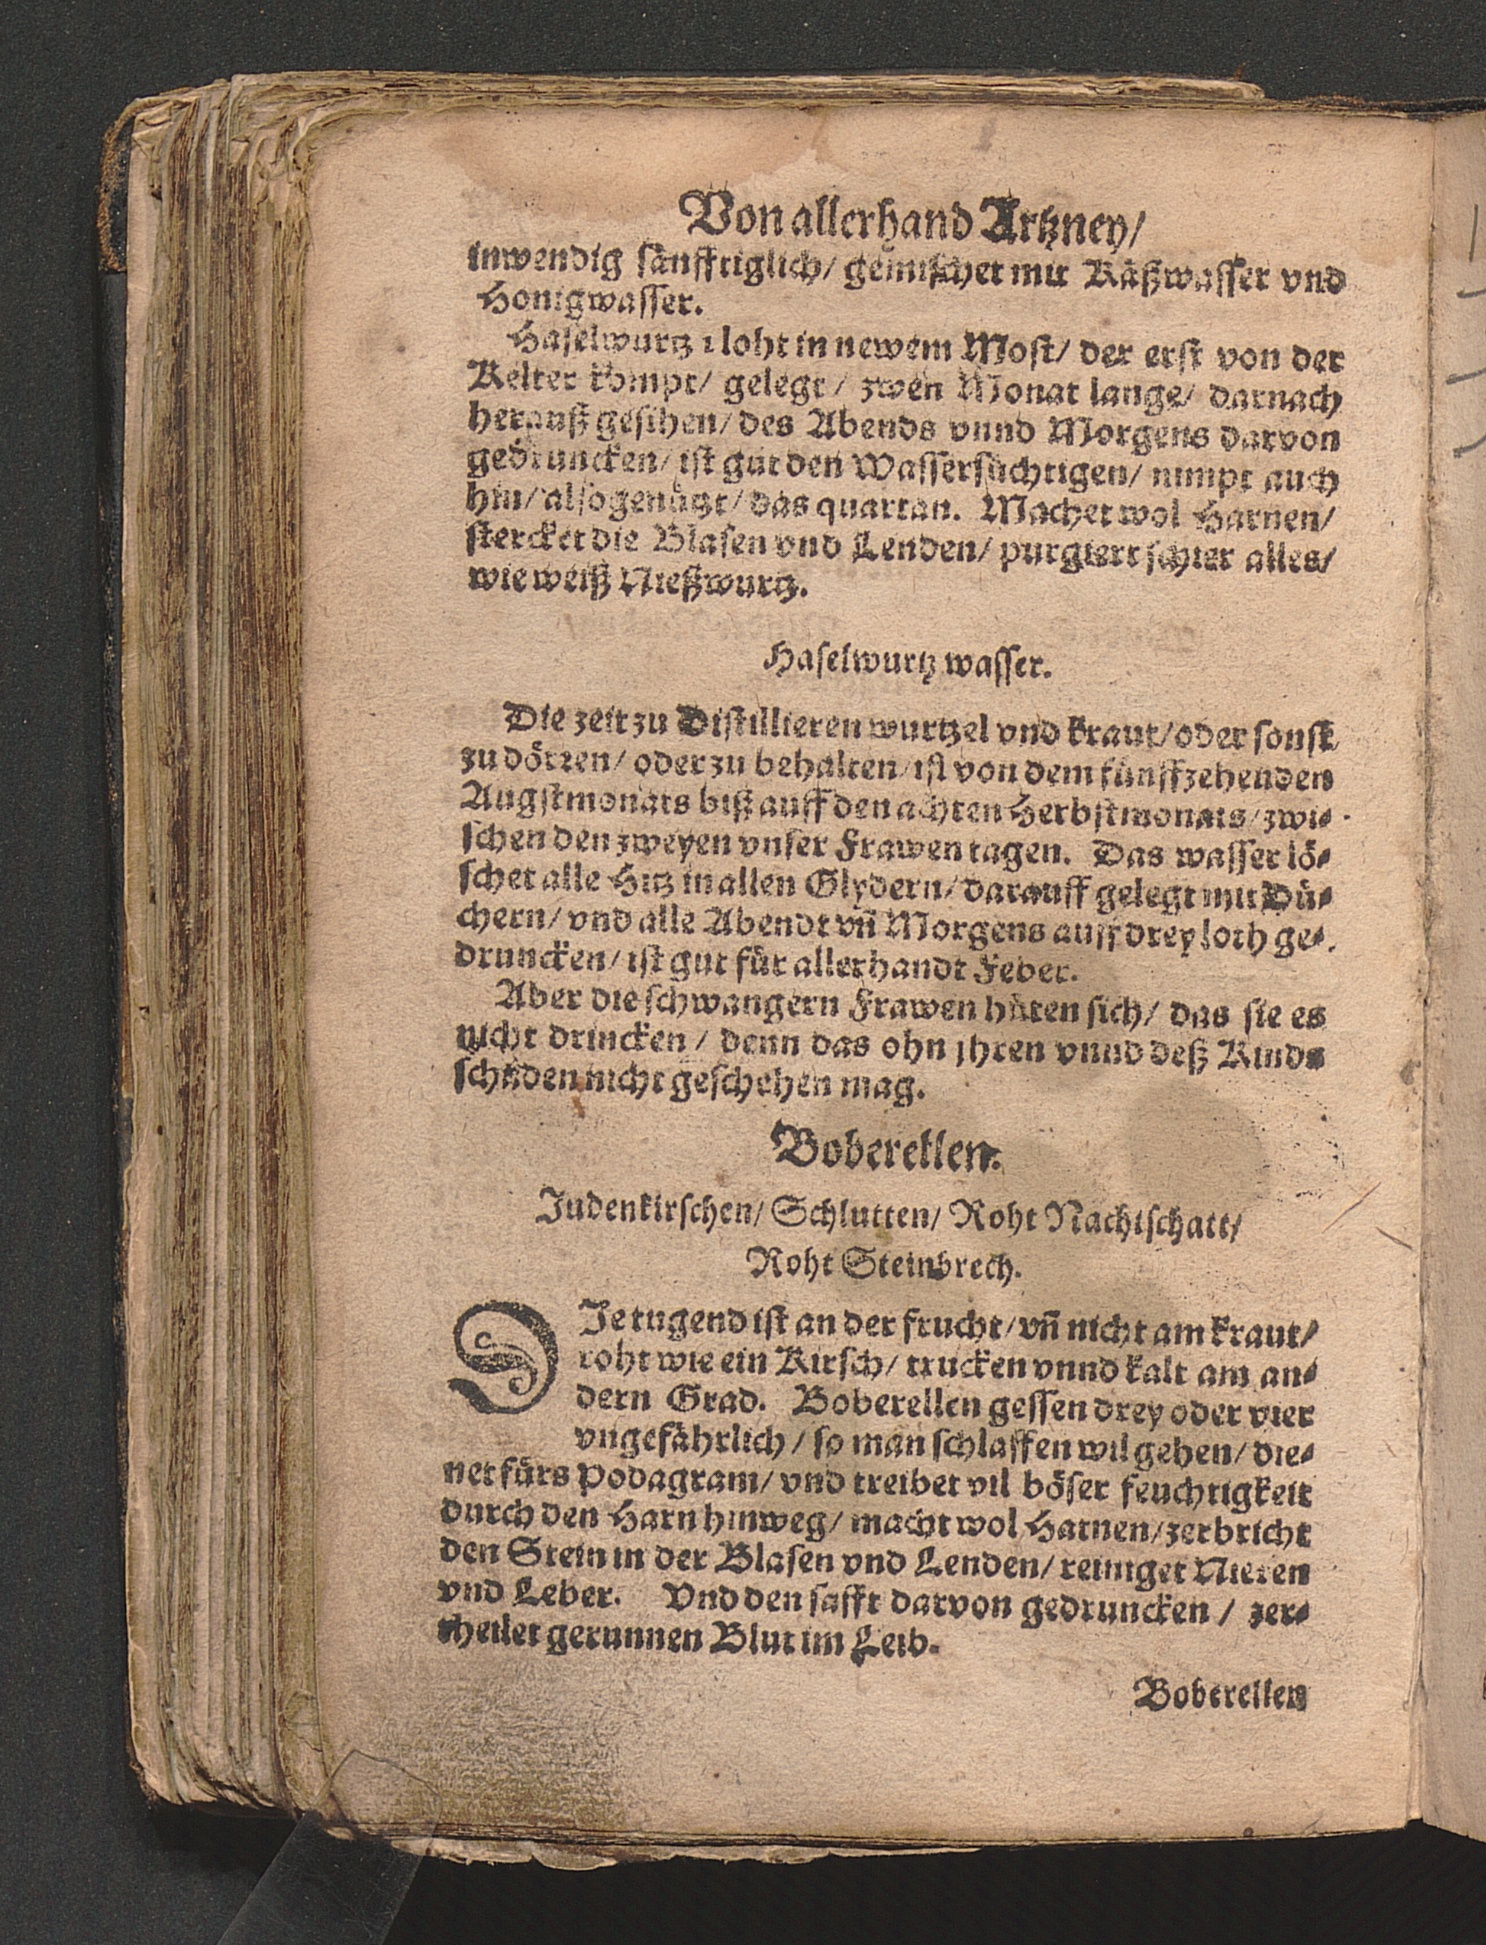 Von allerhand Artzney/
inwendig sänfftiglich/ gemischet mit Käßwasser vnd
Honigwasser.
Haselwurtz 1 loht in newem Most/ der erst von der
Kelter kompt/ gelegt/ zwen Monat lange/ darnach
herauß gesihen/ des Abends vnnd Morgens darvon
gedruncken/ ist gut den Wassersüchtigen/ nimpt auch
hin/ also genützt/ das quartan. Machet wol Harnen/
stercket die Blasen vnd Lenden/ purgiert schier alles/
wie weiß Nießwurtz.
Haselwurtz wasser.
Die zeit zu Distillieren wurtzel vnd kraut/ oder sonst
zu dörren/ oder zu behalten/ ist von dem fünffzehenden
Augstmonats biß auff den achten Herbstmonats/ zwi-
schen den zweyen vnser Frawen tagen. Das wasser lö-
schet alle Hitz in allen Glydern/ darauff gelegt mit Dü-
chern/ vnd alle Abendt vñ Morgens auff drey loth ge-
druncken/ ist gut für allerhandt Feber.
Aber die schwangern Frawen hüten sich/ das sie es
nicht drincken/ denn das ohn jhren vnnd deß Kinds
schaden nicht geschehen mag.
Boberellen.
Judenkirschen/ Schlutten/ Roht Nachtschatt/
Roht Steinbrech.
DIe tugend ist an der frucht/ vñ nicht am kraut/
roht wie ein Kirsch/ trucken vnnd kalt am an-
dern Grad. Boberellen gessen drey oder vier
vngefährlich/ so man schlaffen wil gehen/ die-
net fürs Podagram/ vnd treibet vil böser feuchtigkeit
durch den Harn hinweg/ macht wol Harnen/ zerbricht
den Stein in der Blasen vnd Lenden/ reiniget Nieren
vnd Leber. Vnd den safft darvon gedruncken/ zer-
theilet gerunnen Blut im Leib.
Boberellen